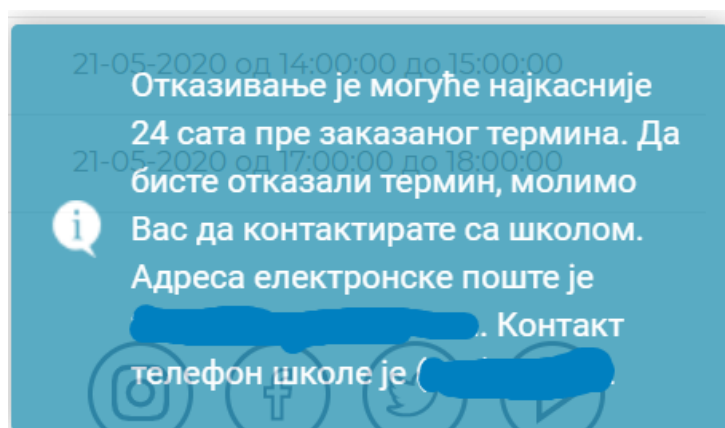 21-05-2020 од 14:00:00 до 15:00:00
Отказивање је могуће најкасније
24 сата пре заказаног термина. Да
21-05-2020 од 17:00:00 до 18:00:00
бисте отказали термин, молимо
Вас да контактирате са школом.
Адреса електронске поште је
. Контакт
телефон школе је (